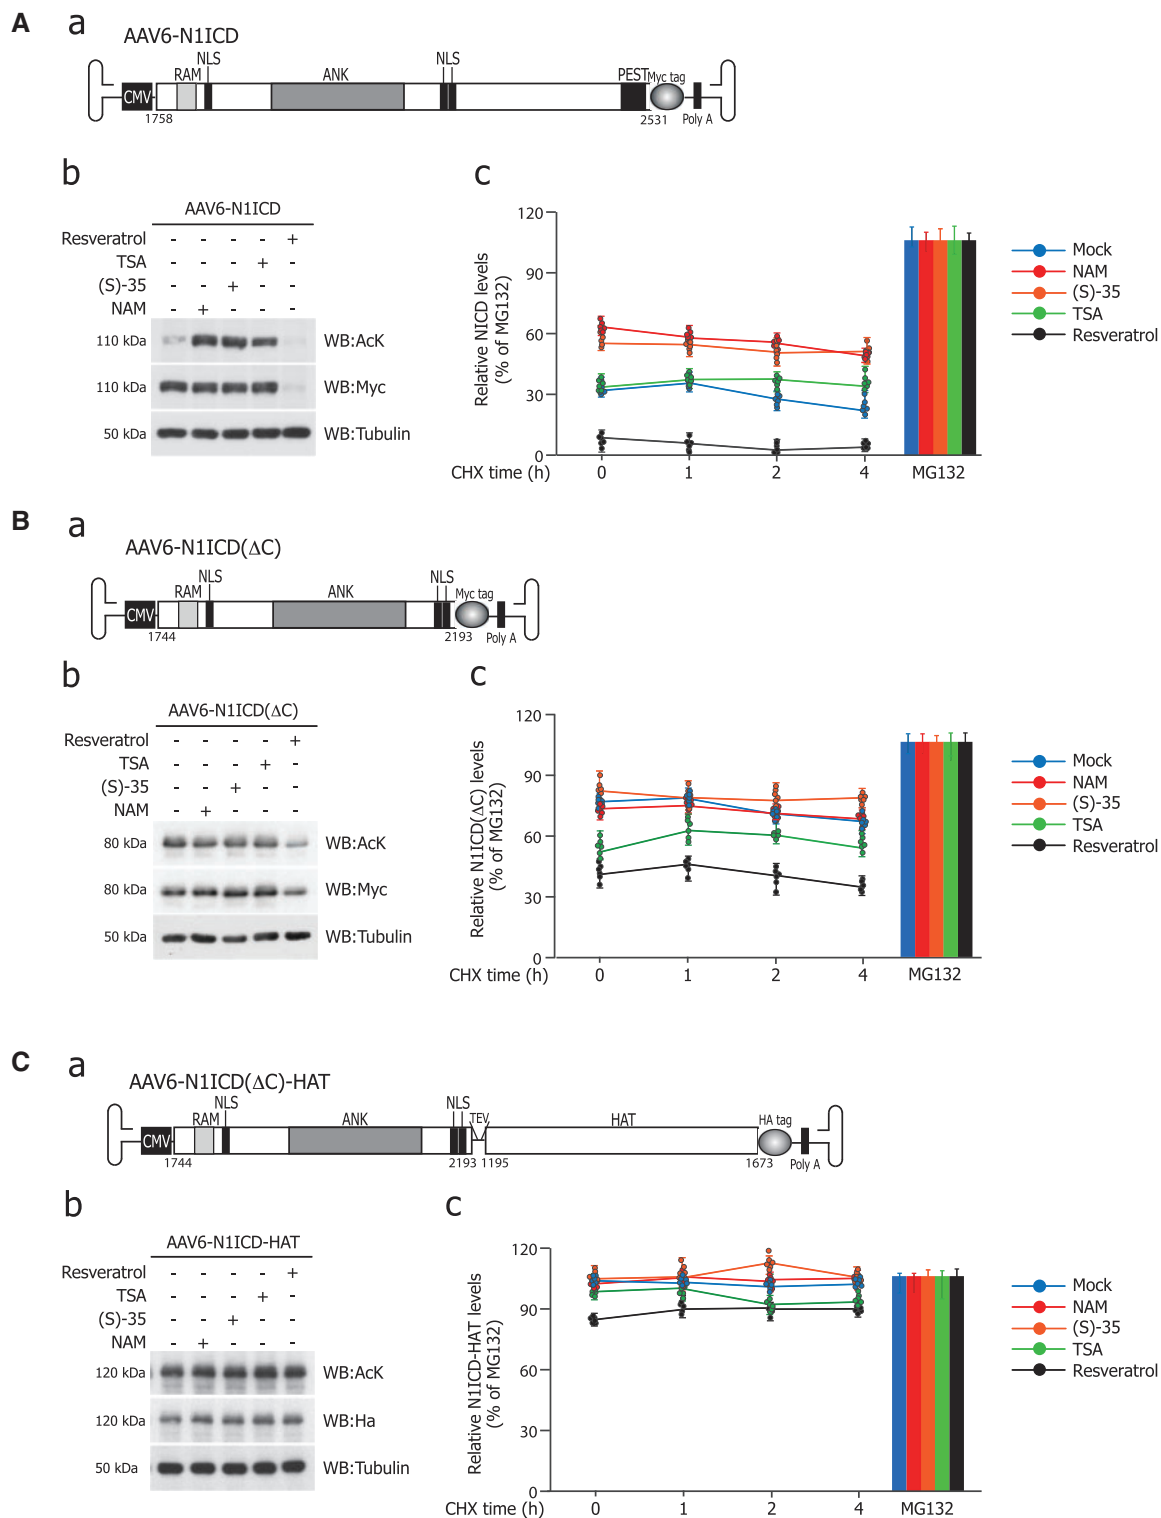 A
a
AAV6-N1ICD
NLS
NLS
RAM
ANK
PEST
Myc tag
CMV
1758
2531
Poly A
b
AAV6-N1ICD
Resveratrol - - - - +
TSA - - - + -
(S)-35 - - + - -
NAM - + - - -
110 kDa
WB:AcK
110 kDa
WB:Myc
50 kDa
WB:Tubulin
c
Relative NICD levels
(% of MG132)
120
90
60
30
0
CHX time (h)
0 1 2 4 MG132
Mock
NAM
(S)-35
TSA
Resveratrol
B
a
AAV6-N1ICD(ΔC)
NLS
NLS
RAM
ANK
Myc tag
CMV
1744
2193
Poly A
b
AAV6-N1ICD(ΔC)
Resveratrol - - - - +
TSA - - - + -
(S)-35 - - + - -
NAM - + - - -
80 kDa
WB:AcK
80 kDa
WB:Myc
50 kDa
WB:Tubulin
c
Relative N1ICD(ΔC) levels
(% of MG132)
120
90
60
30
0
CHX time (h)
0 1 2 4 MG132
Mock
NAM
(S)-35
TSA
Resveratrol
C
a
AAV6-N1ICD(ΔC)-HAT
NLS
NLS
RAM
ANK
TEV
HAT
HA tag
CMV
1744
2193
1195
1673
Poly A
b
AAV6-N1ICD-HAT
Resveratrol - - - - +
TSA - - - + -
(S)-35 - - + - -
NAM - + - - -
120 kDa
WB:AcK
120 kDa
WB:Ha
50 kDa
WB:Tubulin
c
Relative N1ICD-HAT levels
(% of MG132)
120
90
60
30
0
CHX time (h)
0 1 2 4 MG132
Mock
NAM
(S)-35
TSA
Resveratrol